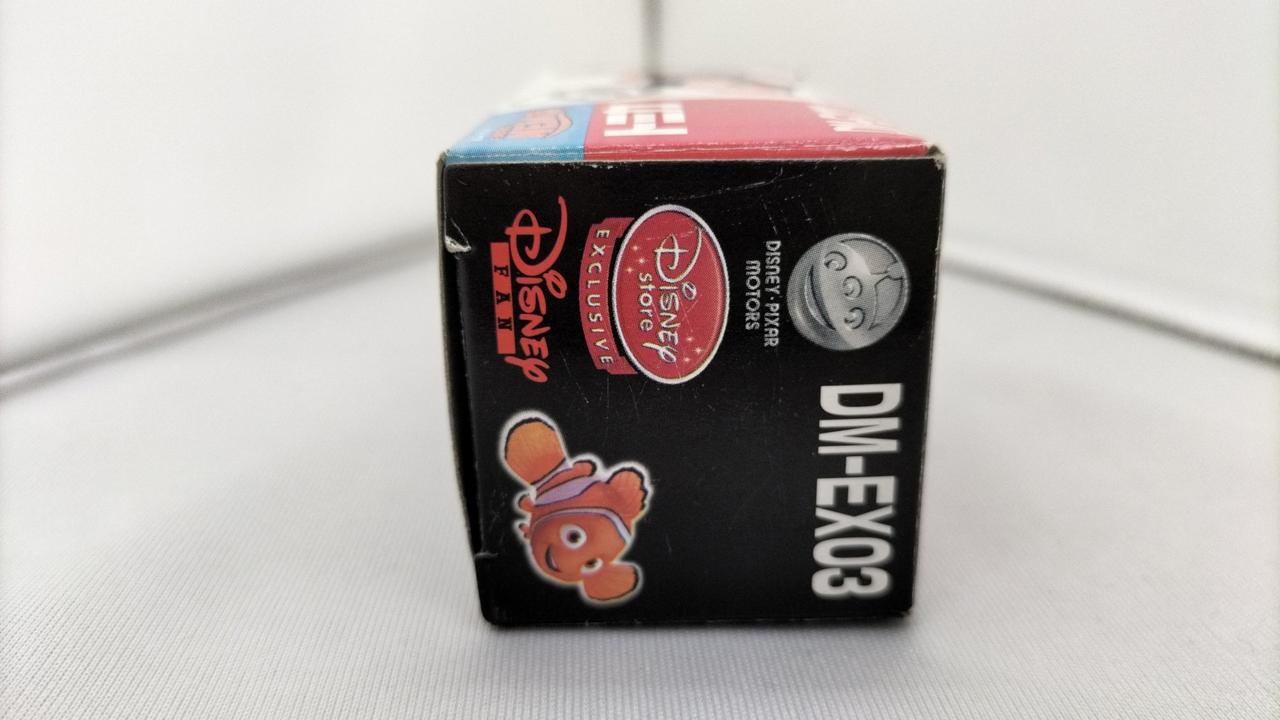 DISNEY·PIXAR
MOTORS
DM-EX03
Disney
store
EXCLUSIVE
Disney
FAN